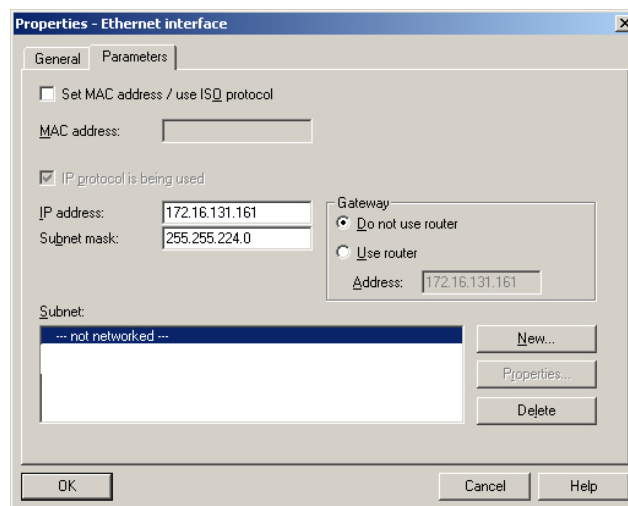 Properties - Ethernet interface
General
Parameters
Set MAC address / use ISO protocol
MAC address:
IP protocol is being used
IP address:
172.16.131.161
Subnet mask:
255.255.224.0
Gateway
Do not use router
Use router
Address:
172.16.131.161
Subnet:
--- not networked ---
New...
Properties...
Delete
OK
Cancel
Help